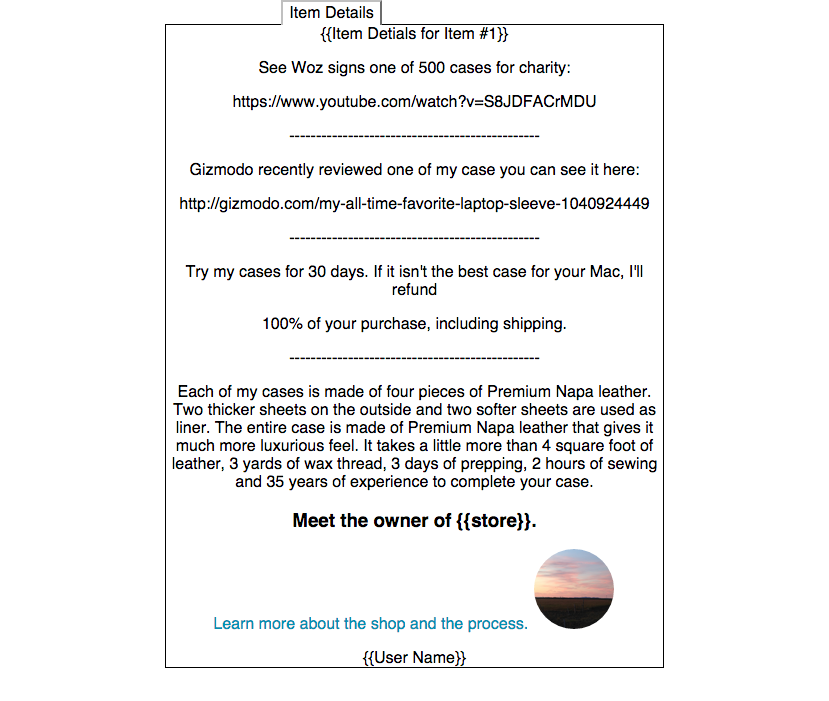 Item Details
{{Item Detials for Item #1}}
See Woz signs one of 500 cases for charity:
https://www.youtube.com/watch?v=S8JDFACrMDU
-----------------------------------------------
Gizmodo recently reviewed one of my case you can see it here:
http://gizmodo.com/my-all-time-favorite-laptop-sleeve-1040924449
-----------------------------------------------
Try my cases for 30 days. If it isn't the best case for your Mac, I'll
refund
100% of your purchase, including shipping.
-----------------------------------------------
Each of my cases is made of four pieces of Premium Napa leather.
Two thicker sheets on the outside and two softer sheets are used as
liner. The entire case is made of Premium Napa leather that gives it
much more luxurious feel. It takes a little more than 4 square foot of
leather, 3 yards of wax thread, 3 days of prepping, 2 hours of sewing
and 35 years of experience to complete your case.
Meet the owner of {{store}}.
Learn more about the shop and the process.
{{User Name}}